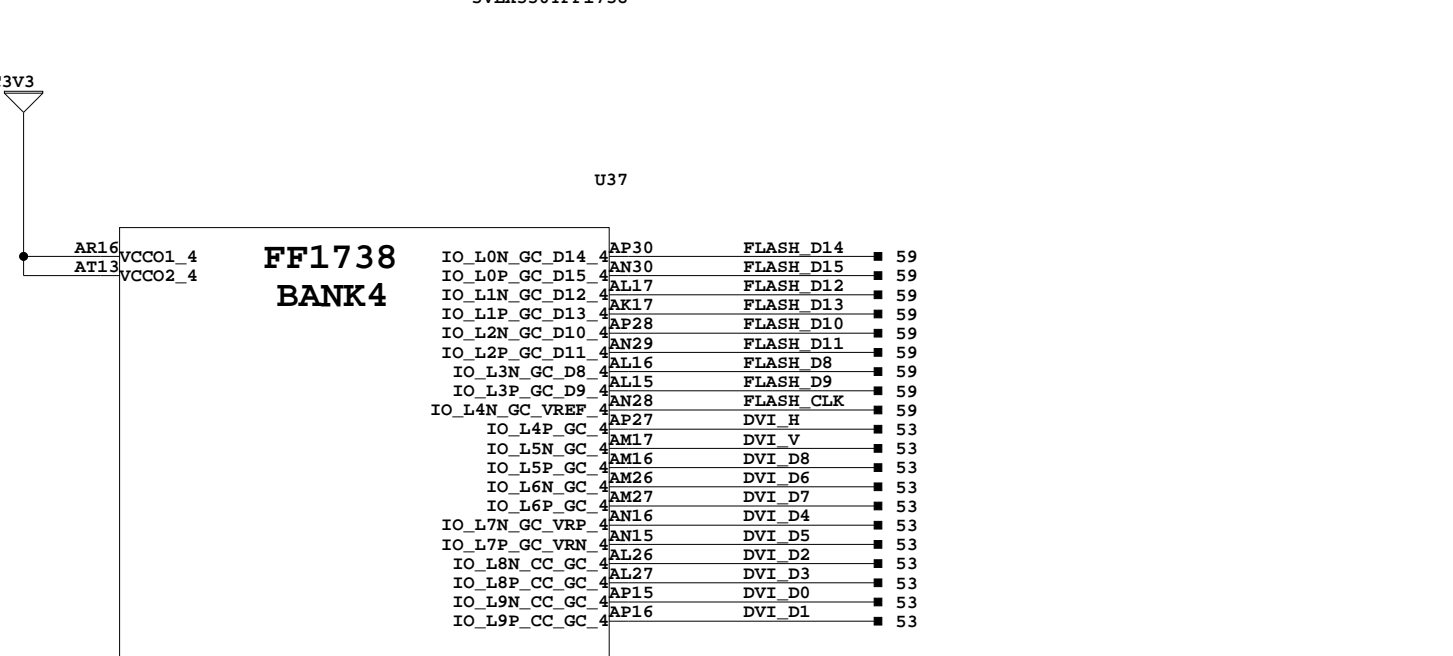 3V3
U37
AR16 VCCO1_4 FF1738 IO_L0N_GC_D14_4 AP30 FLASH_D14 59
AT13 VCCO2_4 IO_L0P_GC_D15_4 AN30 FLASH_D15 59
BANK4 IO_L1N_GC_D12_4 AL17 FLASH_D12 59
IO_L1P_GC_D13_4 AK17 FLASH_D13 59
IO_L2N_GC_D10_4 AP28 FLASH_D10 59
IO_L2P_GC_D11_4 AN29 FLASH_D11 59
IO_L3N_GC_D8_4 AL16 FLASH_D8 59
IO_L3P_GC_D9_4 AL15 FLASH_D9 59
IO_L4N_GC_VREF_4 AN28 FLASH_CLK 59
IO_L4P_GC_4 AP27 DVI_H 53
IO_L5N_GC_4 AM17 DVI_V 53
IO_L5P_GC_4 AM16 DVI_D8 53
IO_L6N_GC_4 AM26 DVI_D6 53
IO_L6P_GC_4 AM27 DVI_D7 53
IO_L7N_GC_VRP_4 AN16 DVI_D4 53
IO_L7P_GC_VRN_4 AN15 DVI_D5 53
IO_L8N_CC_GC_4 AL26 DVI_D2 53
IO_L8P_CC_GC_4 AL27 DVI_D3 53
IO_L9N_CC_GC_4 AP15 DVI_D0 53
IO_L9P_CC_GC_4 AP16 DVI_D1 53